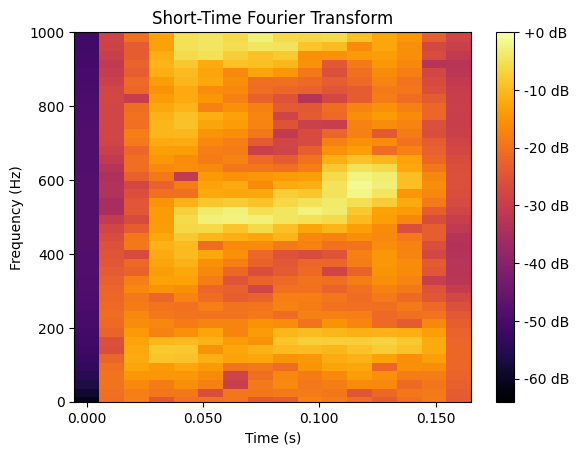 Short-Time Fourier Transform
Frequency (Hz)
1000
800
600
400
200
0
0.000
0.050
0.100
0.150
Time (s)
+0 dB
-10 dB
-20 dB
-30 dB
-40 dB
-50 dB
-60 dB